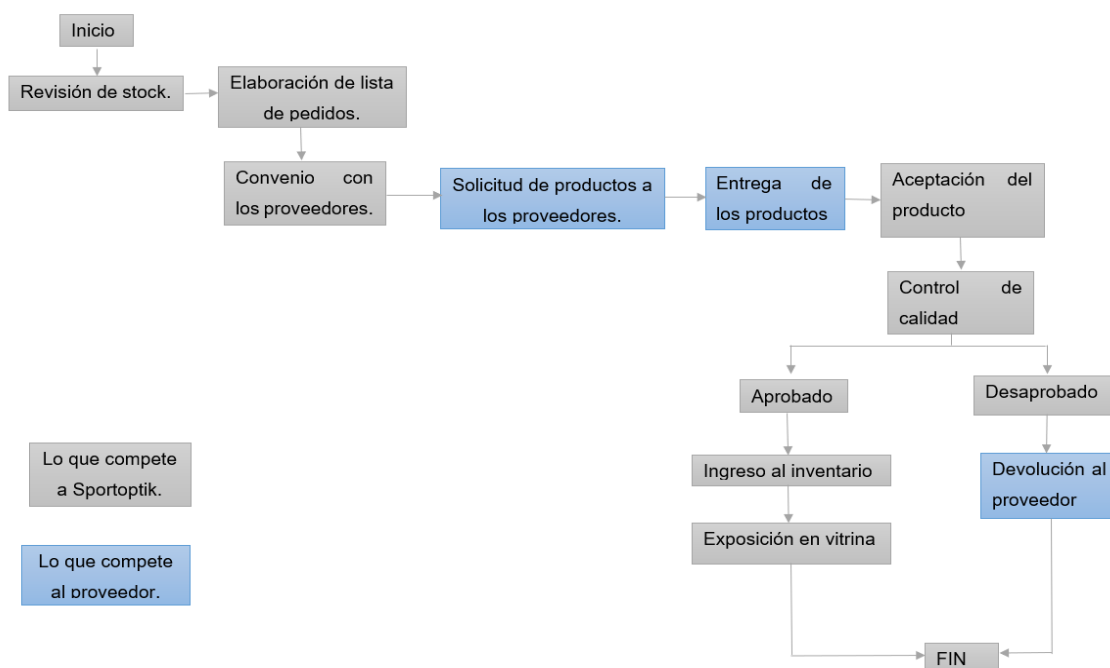 Inicio
Revisión de stock.
Elaboración de lista
de pedidos.
Convenio con
los proveedores.
Solicitud de productos a
los proveedores.
Entrega de
los productos
Aceptación del
producto
Control de
calidad
Aprobado
Desaprobado
Ingreso al inventario
Devolución al
proveedor
Exposición en vitrina
FIN
Lo que compete
a Sportoptik.
Lo que compete
al proveedor.